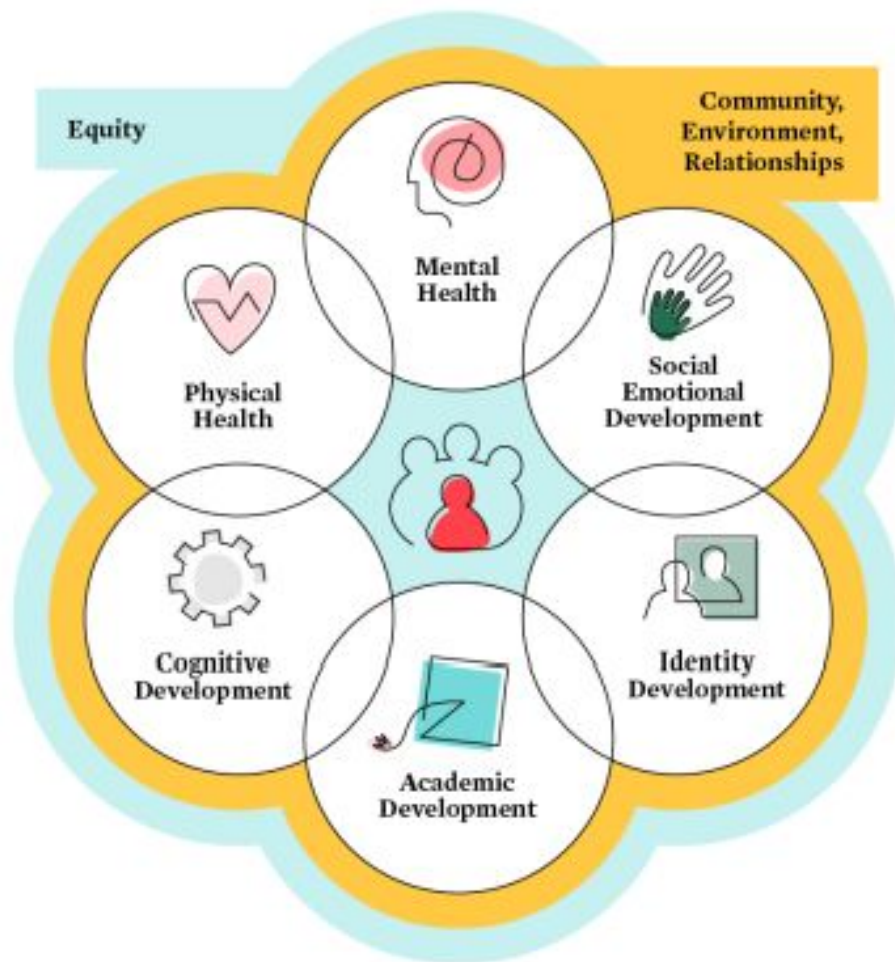 Equity
Community,
Environment,
Relationships
Mental
Health
Physical
Health
Social
Emotional
Development
Cognitive
Development
Identity
Development
Academic
Development